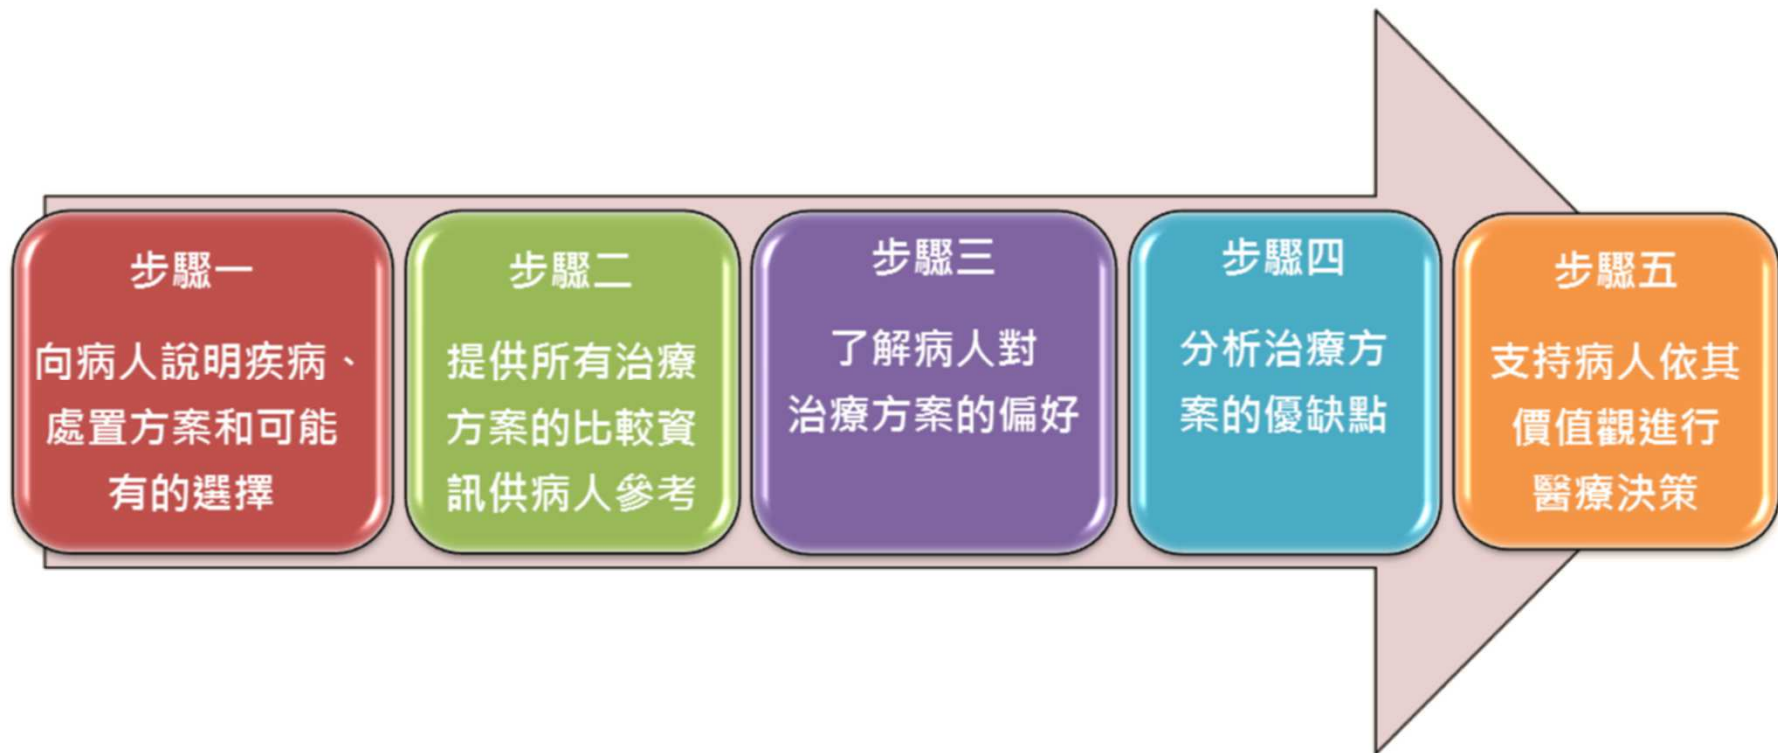 步驟一
向病人說明疾病、
處置方案和可能
有的選擇
步驟二
提供所有治療
方案的比較資
訊供病人參考
步驟三
了解病人對
治療方案的偏好
步驟四
分析治療方
案的優缺點
步驟五
支持病人依其
價值觀進行
醫療決策